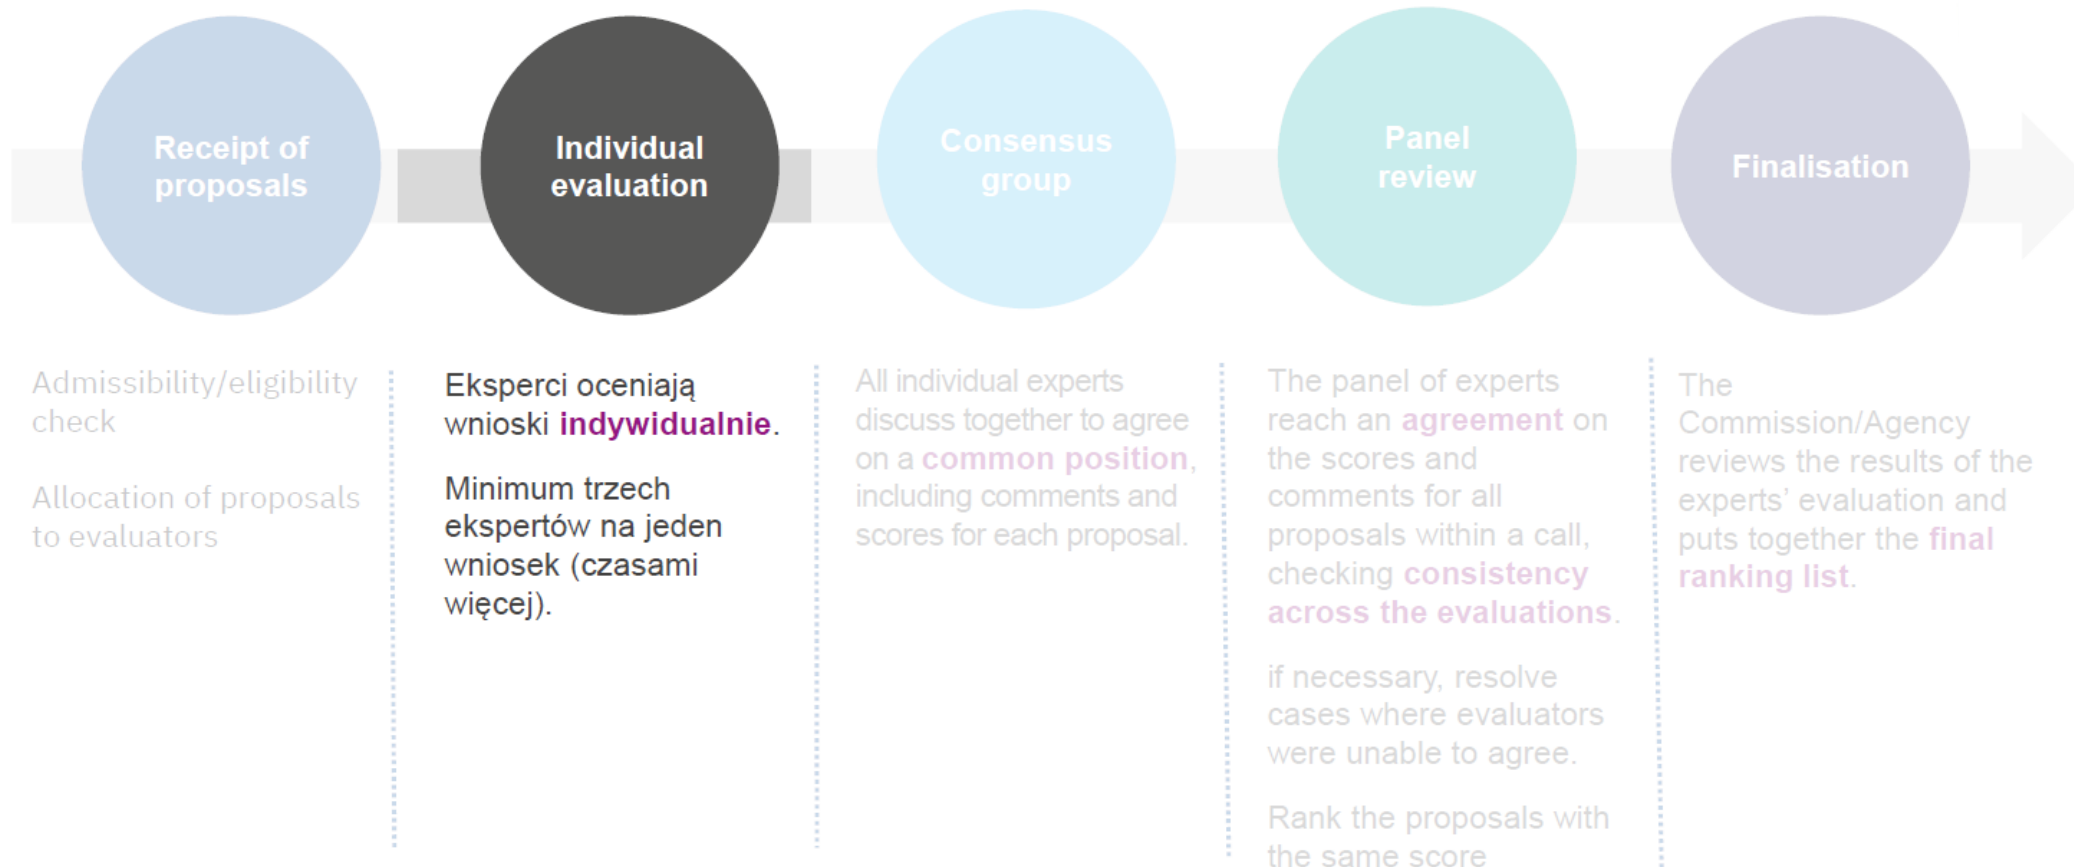 Receipt of
proposals
Individual
evaluation
Consensus
group
Panel
review
Finalisation
Admissibility/eligibility
check
Allocation of proposals
to evaluators
Eksperci oceniają
wnioski indywidualnie.
Minimum trzech
ekspertów na jeden
wniosek (czasami
więcej).
All individual experts
discuss together to agree
on a common position,
including comments and
scores for each proposal.
The panel of experts
reach an agreement on
the scores and
comments for all
proposals within a call,
checking consistency
across the evaluations.
if necessary, resolve
cases where evaluators
were unable to agree.
Rank the proposals with
the same score
The
Commission/Agency
reviews the results of the
experts’ evaluation and
puts together the final
ranking list.